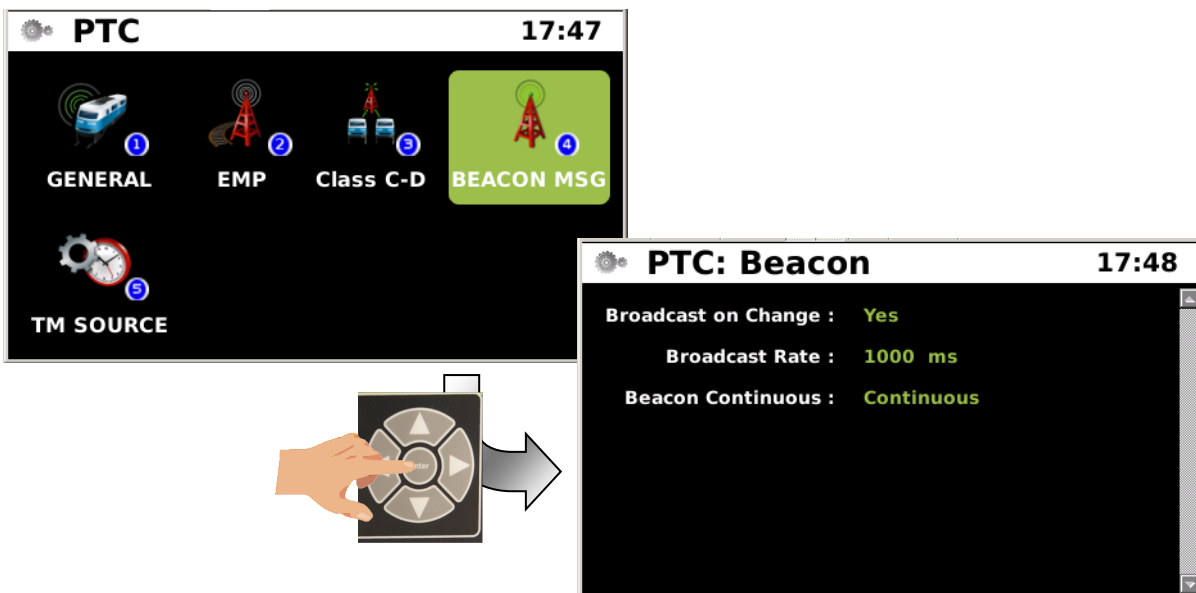 PTC 17:47
1 2 3 4
GENERAL EMP Class C-D BEACON MSG
5
TM SOURCE
PTC: Beacon 17:48
Broadcast on Change : Yes
Broadcast Rate : 1000 ms
Beacon Continuous : Continuous